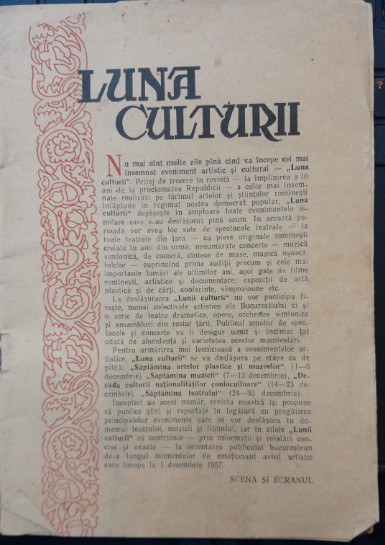 LUNA
CULTURII
Nu mai sînt multe zile pînă cînd va începe cel mai
însemnat eveniment artistic și cultural — „Luna
culturii”. Prilej de trecere în revistă — la împlinirea a 10
ani de la proclamarea Republicii — a celor mai însem-
nate realizări pe tărîmul artelor și științelor romînești
înfăptuite în regimul nostru democrat popular, „Luna
culturii” depășește în amploare toate evenimentele si-
milare care s-au desfășurat pînă acum. În această pe-
rioadă vor avea loc sute de spectacole teatrale — la
toate teatrele din țară — cu piese originale romînești
create în anii din urmă; nenumărate concerte — muzică
simfonică, de cameră, cîntece de mase, muzică ușoară,
folclor — cuprinzînd prime audiții precum și cele mai
importante lucrări ale ultimilor ani, apoi gale de filme
romînești, artistice și documentare; expoziții de artă
plastică și de cărți, conferințe, simpozioane etc.
La desfășurarea „Lunii culturii” nu vor participa fi-
rește, numai colectivele artistice ale Bucureștiului ci și
o serie de teatre dramatice, opere, orchestre simfonice
și ansambluri din restul țării. Publicul amator de spec-
tacole și concerte va fi desigur uimit și încîntat tot-
odată de abundența și varietatea acestor manifestări.
Pentru urmărirea mai lesnicioasă a evenimentelor ar-
tistice, „Luna culturii” se va desfășura pe etape ca de
pildă: „Săptămîna artelor plastice și muzeelor” (1—6
decembrie), „Săptămîna muzicii” (7—13 decembrie), „De-
cada culturii naționalităților conlocuitoare” (14—23 de-
cembrie) „Săptămîna teatrului” (24—30 decembrie).
Începînd cu acest număr, revista noastră își propune
să publice știri și reportaje în legătură cu pregătirea
principalelor evenimente care se vor desfășura în do-
meniul teatrului, muzicii și filmului, iar în zilele „Lunii
culturii” să contribuie — prin informații și relatări con-
cise și exacte — la orientarea publicului bucureștean
de-a lungul momentelor de emoționant avînt artistic
care începe la 1 decembrie 1957.
SCENA ȘI ECRANUL